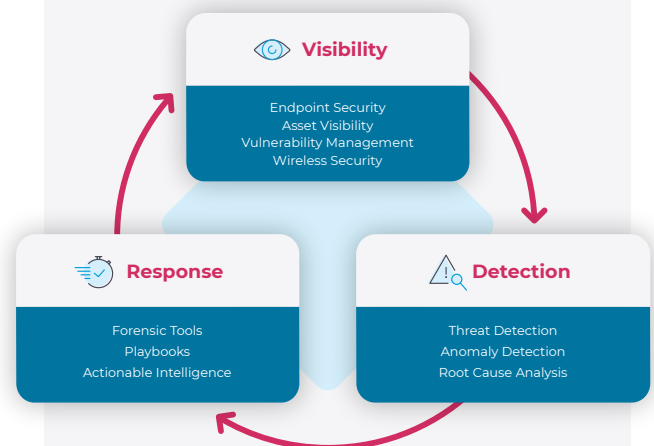 Visibility
Endpoint Security
Asset Visibility
Vulnerability Management
Wireless Security
Response
Forensic Tools
Playbooks
Actionable Intelligence
Detection
Threat Detection
Anomaly Detection
Root Cause Analysis